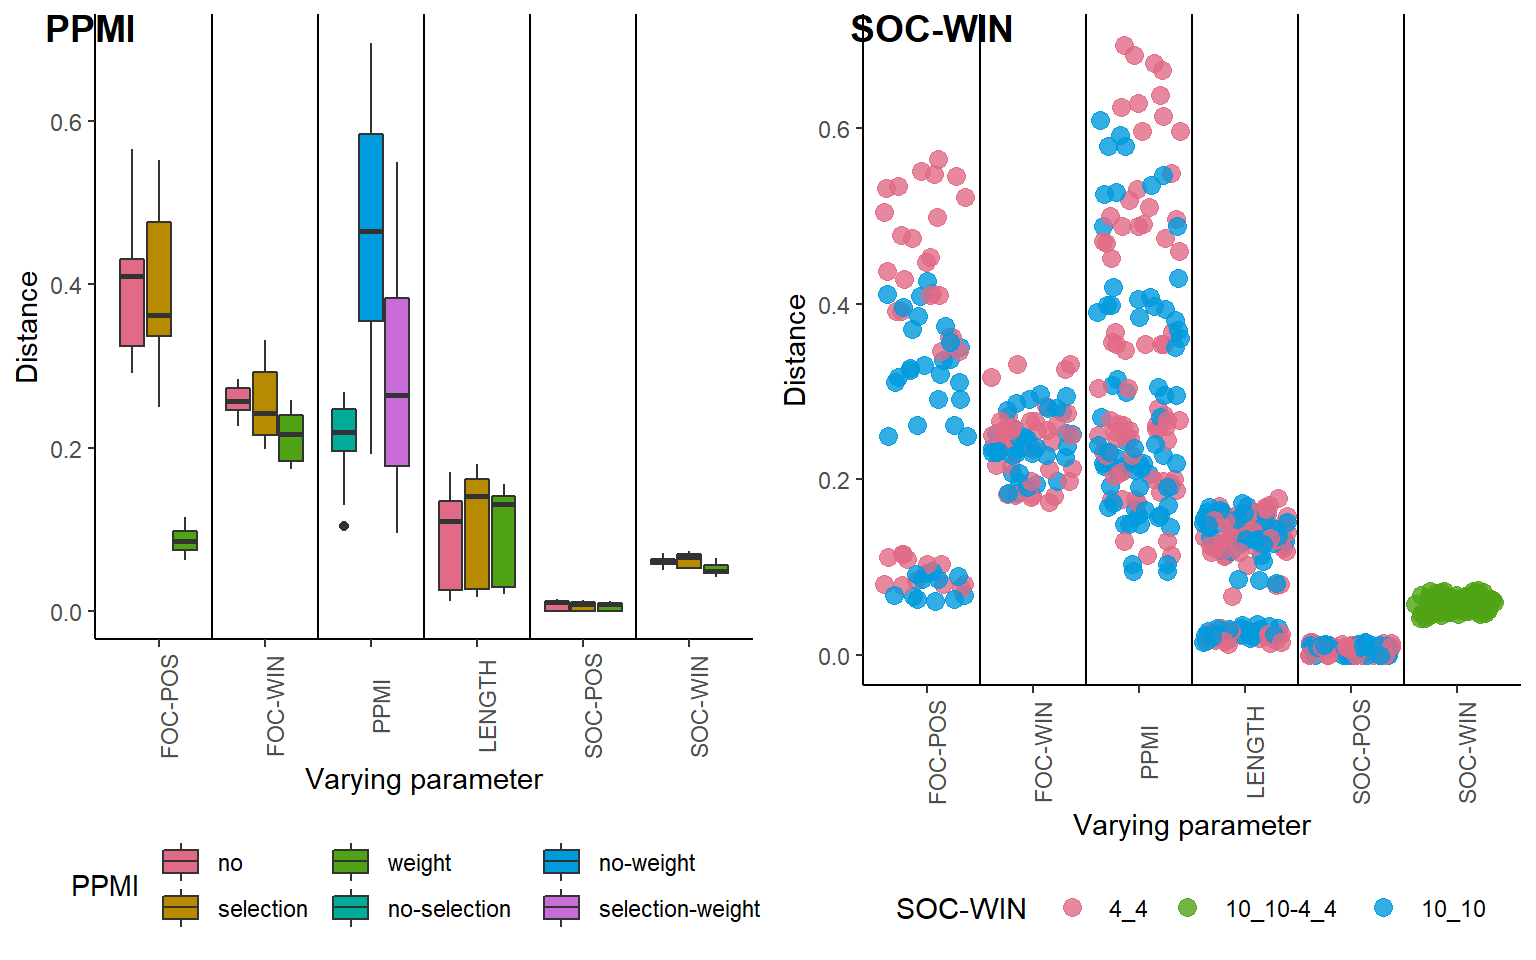 PPMI
Distance
0.6
0.4
0.2
0.0
FOC-POS
FOC-WIN
PPMI
LENGTH
SOC-POS
SOC-WIN
Varying parameter
PPMI
no
weight
no-weight
selection
no-selection
selection-weight
SOC-WIN
Distance
0.6
0.4
0.2
0.0
FOC-POS
FOC-WIN
PPMI
LENGTH
SOC-POS
SOC-WIN
Varying parameter
SOC-WIN
4_4
10_10-4_4
10_10